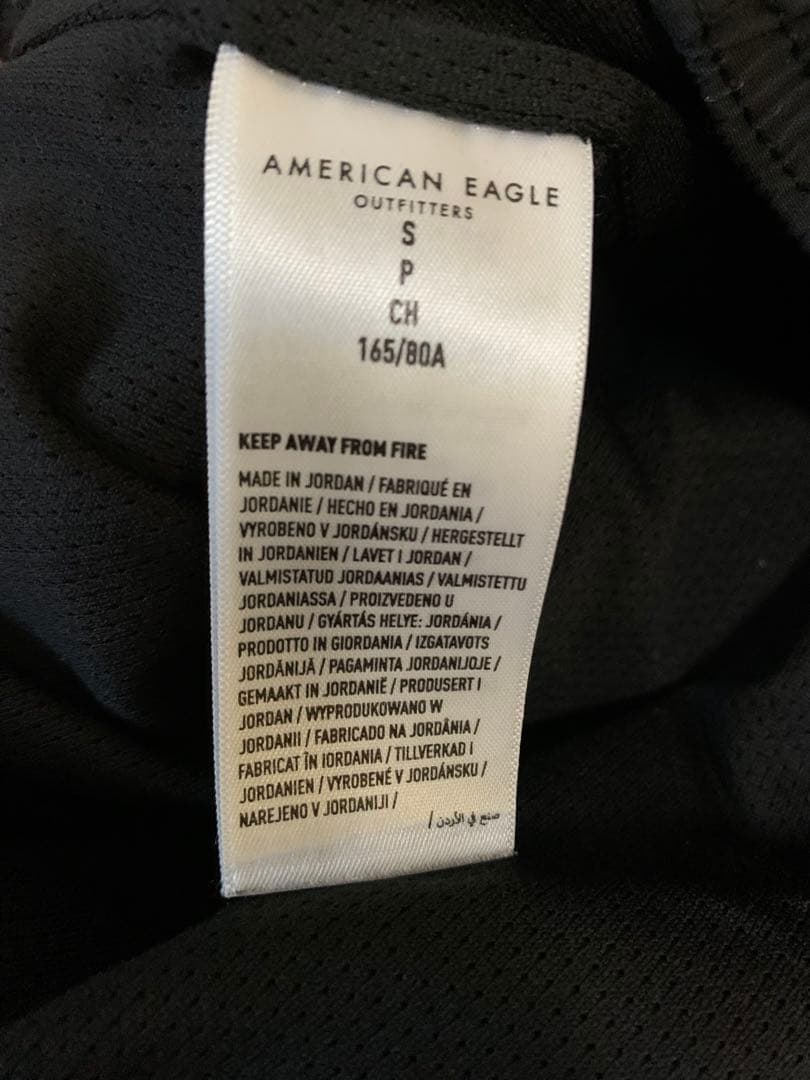 AMERICAN EAGLE
OUTFITTERS
S
P
CH
165/80A
KEEP AWAY FROM FIRE
MADE IN JORDAN / FABRIQUÉ EN
JORDANIE / HECHO EN JORDANIA /
VYROBENO V JORDÁNSKU / HERGESTELLT
IN JORDANIEN / LAVET I JORDAN /
VALMISTATUD JORDAANIAS / VALMISTETTU
JORDANIASSA / PROIZVEDENO U
JORDANU / GYÁRTÁS HELYE: JORDÁNIA /
PRODOTTO IN GIORDANIA / IZGATAVOTS
JORDĀNIJĀ / PAGAMINTA JORDANIJOJE /
GEMAAKT IN JORDANIË / PRODUSERT I
JORDAN / WYPRODUKOWANO W
JORDANII / FABRICADO NA JORDÂNIA /
FABRICAT ÎN IORDANIA / TILLVERKAD I
JORDANIEN / VYROBENÉ V JORDÁNSKU /
NAREJENO V JORDANIJI /
صنع في الأردن /